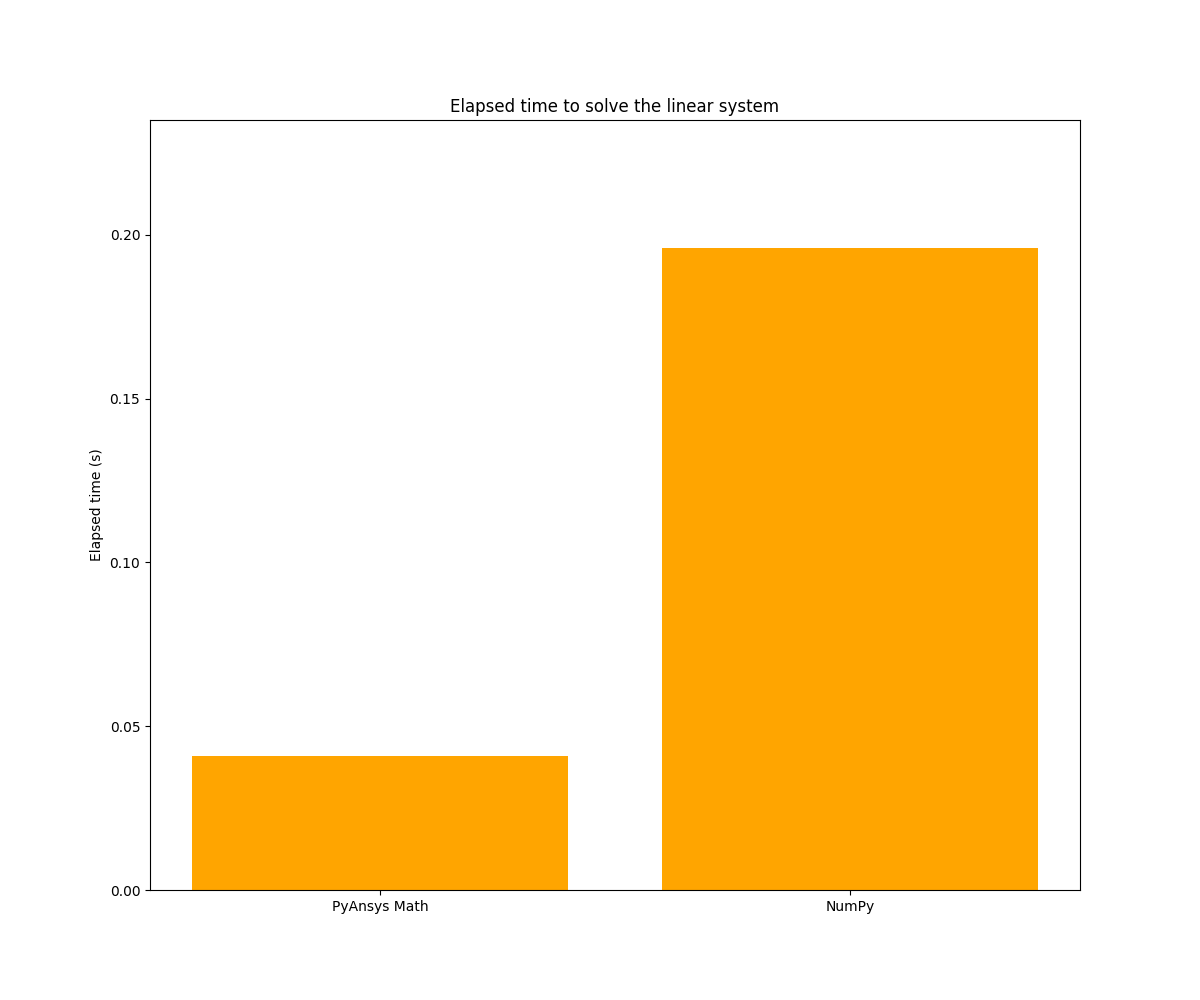 Elapsed time to solve the linear system
Elapsed time (s)
0.20
0.15
0.10
0.05
0.00
PyAnsys Math
NumPy